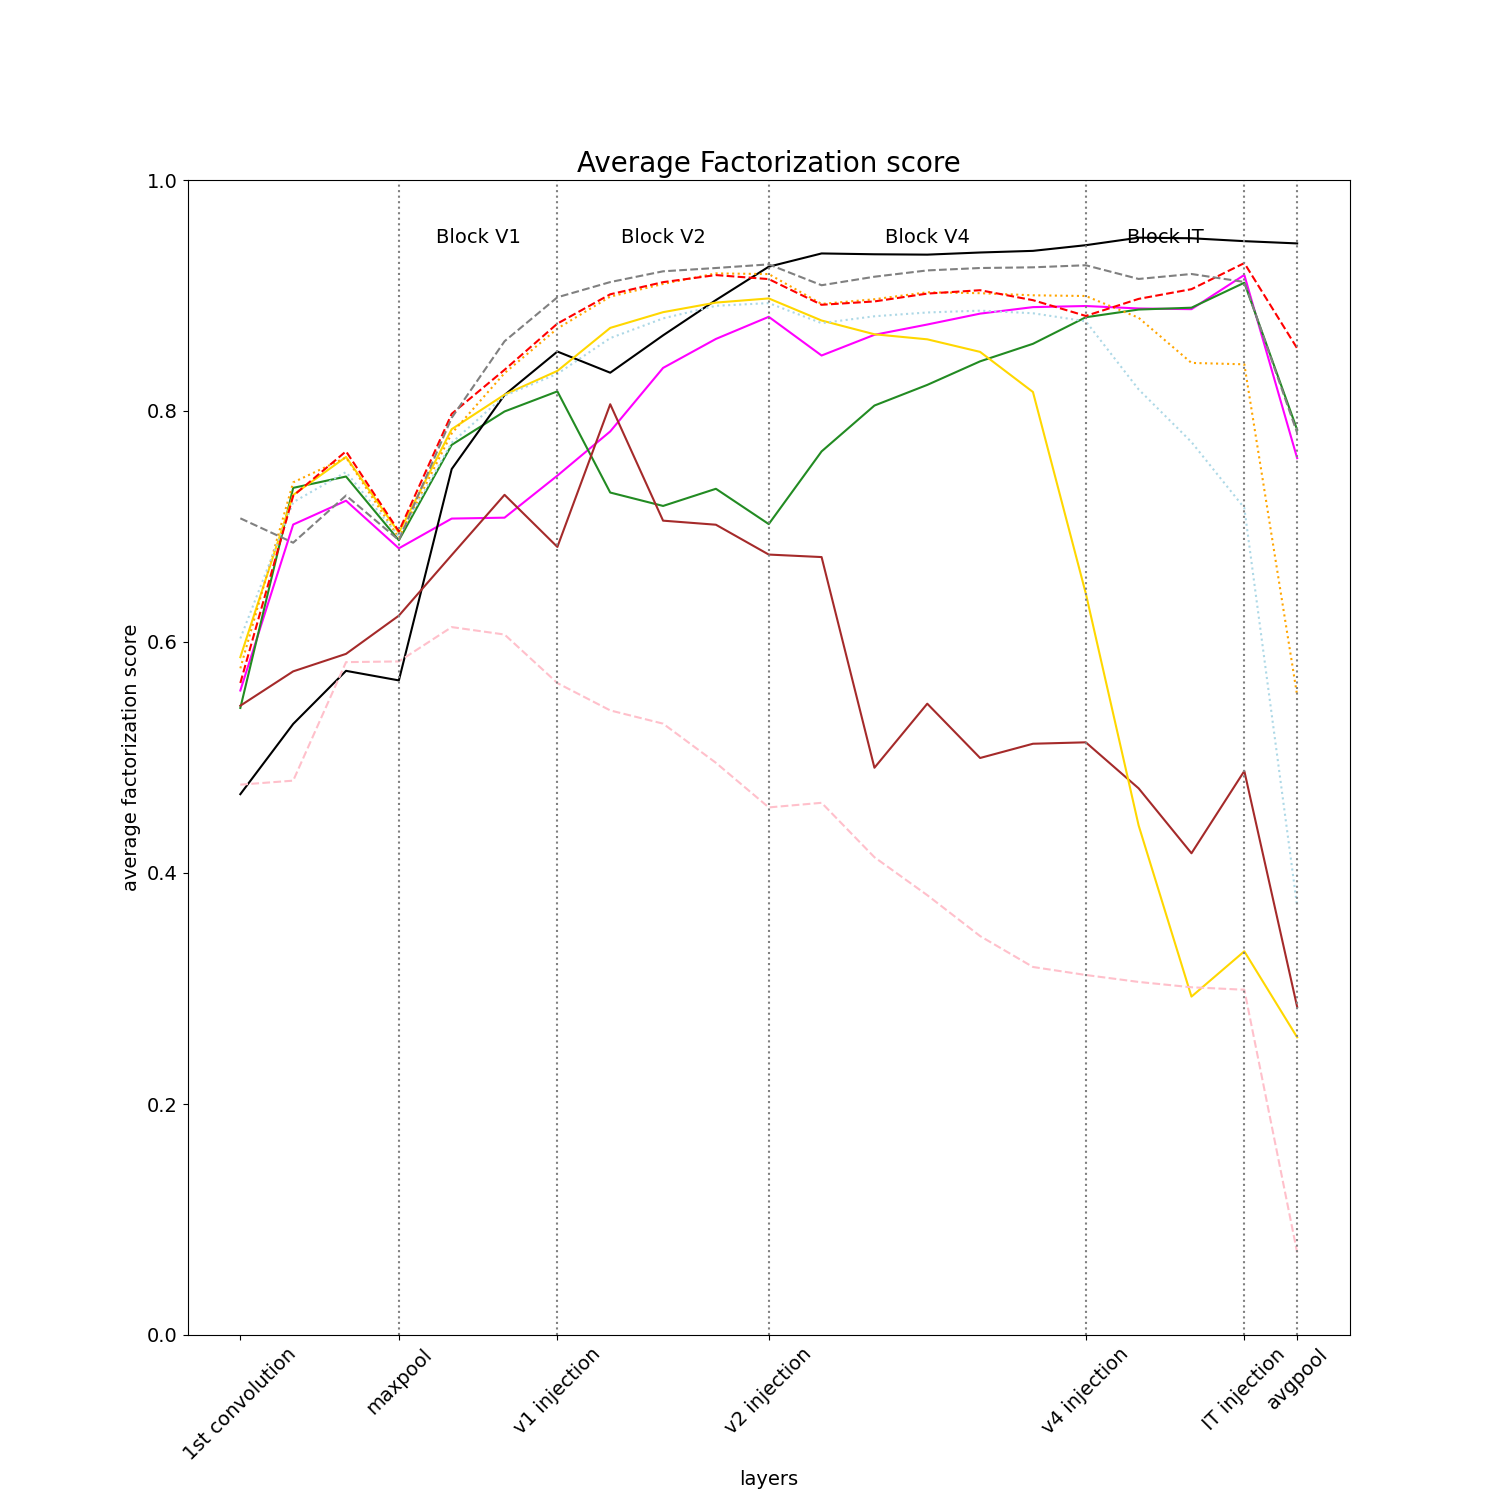 Average Factorization score
1.0
Block V1
Block V2
Block V4
Block IT
0.8
0.6
0.4
0.2
0.0
average factorization score
1st convolution
maxpool
v1 injection
v2 injection
v4 injection
IT injection
avgpool
layers